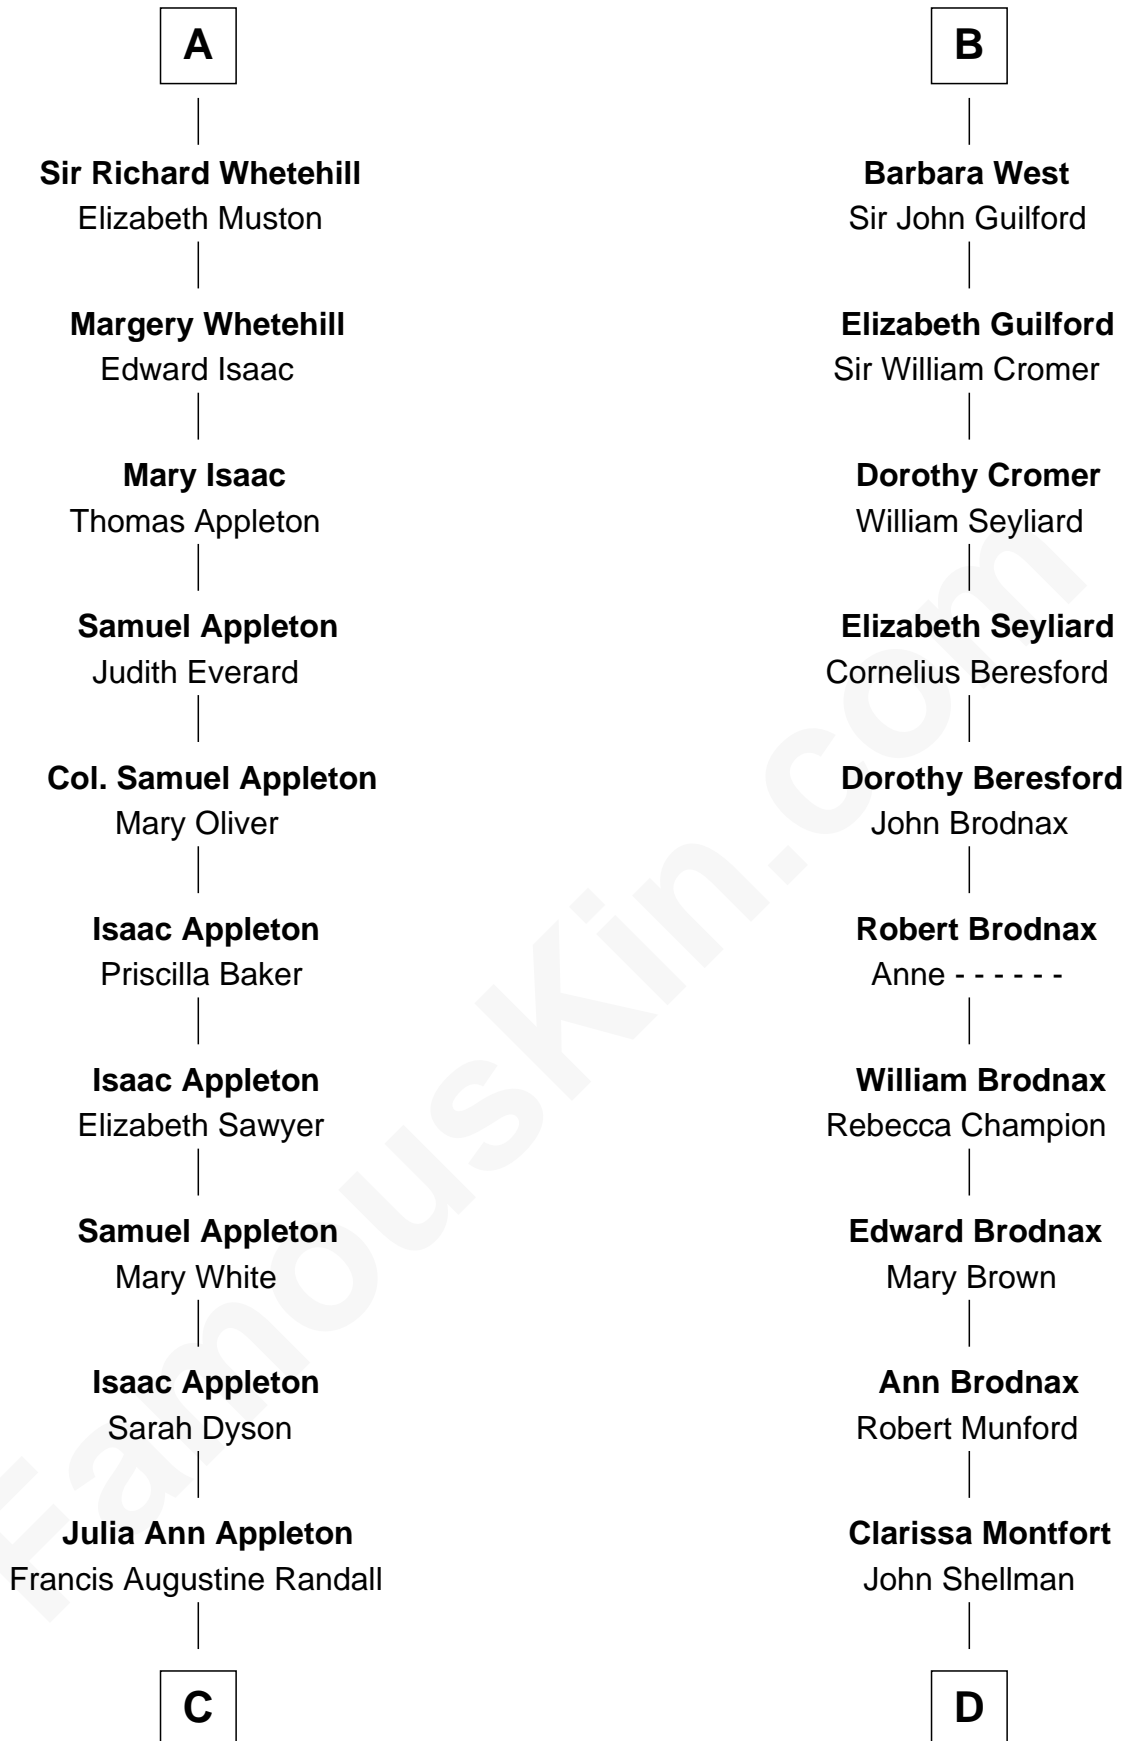 A
Sir Richard Whetehill
Elizabeth Muston
Margery Whetehill
Edward Isaac
Mary Isaac
Thomas Appleton
Samuel Appleton
Judith Everard
Col. Samuel Appleton
Mary Oliver
Isaac Appleton
Priscilla Baker
Isaac Appleton
Elizabeth Sawyer
Samuel Appleton
Mary White
Isaac Appleton
Sarah Dyson
Julia Ann Appleton
Francis Augustine Randall
C
B
Barbara West
Sir John Guilford
Elizabeth Guilford
Sir William Cromer
Dorothy Cromer
William Seyliard
Elizabeth Seyliard
Cornelius Beresford
Dorothy Beresford
John Brodnax
Robert Brodnax
Anne - - - - - -
William Brodnax
Rebecca Champion
Edward Brodnax
Mary Brown
Ann Brodnax
Robert Munford
Clarissa Montfort
John Shellman
D
FamousKin.com